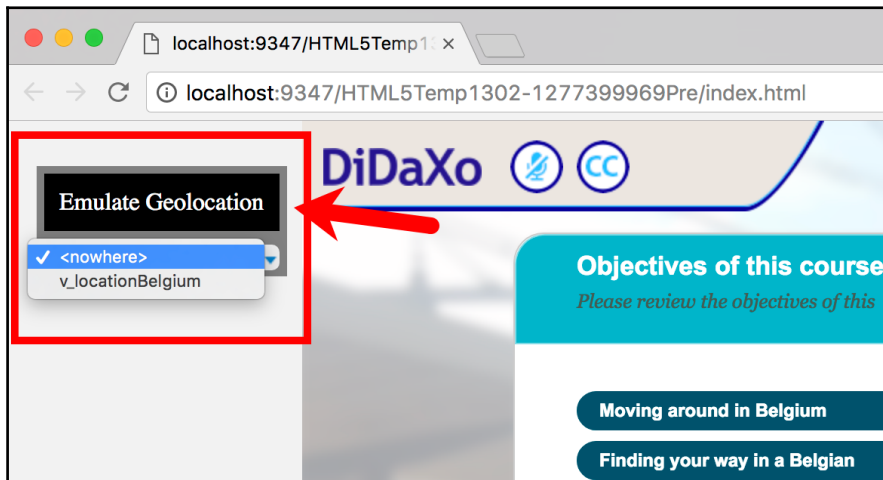 localhost:9347/HTML5Temp13
localhost:9347/HTML5Temp1302-1277399969Pre/index.html
DiDaXo CC
Emulate Geolocation
<nowhere>
v_locationBelgium
Objectives of this course
Please review the objectives of this
Moving around in Belgium
Finding your way in a Belgian